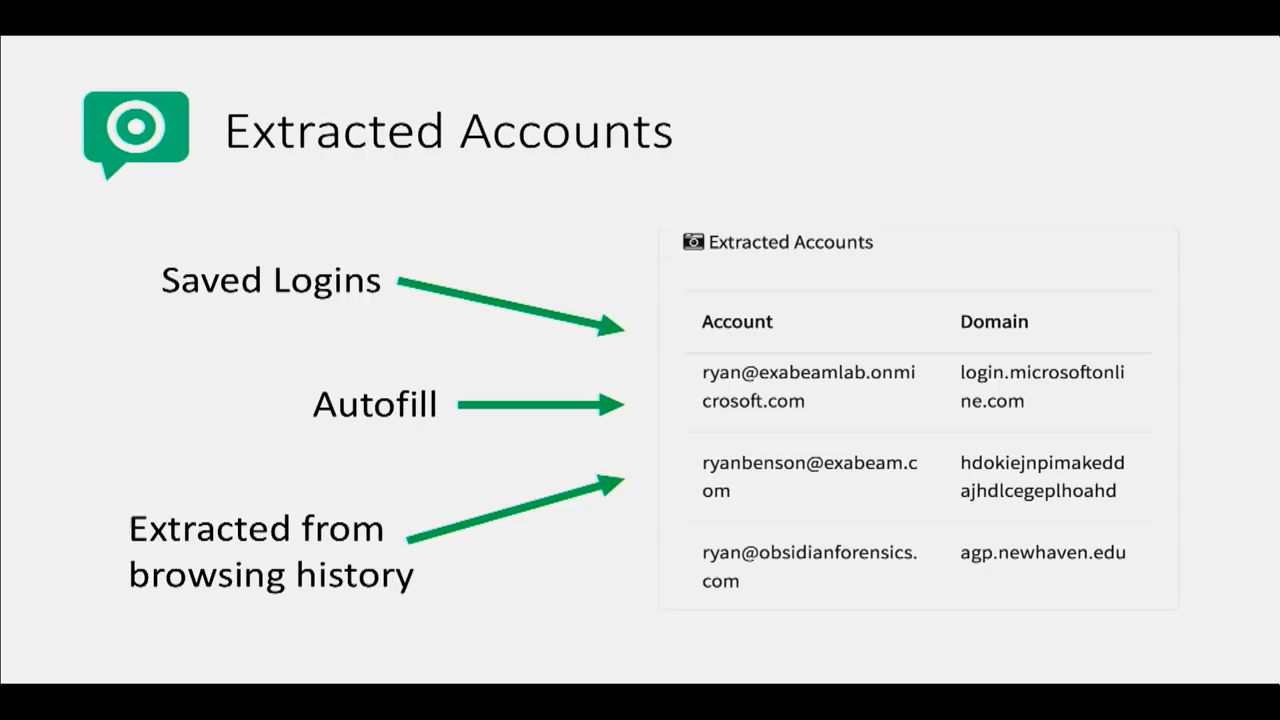 Extracted Accounts
Saved Logins
Autofill
Extracted from
browsing history
Extracted Accounts
Account Domain
ryan@exabeamlab.onmi login.microsoftonli
crosoft.com ne.com
ryanbenson@exabeam.c hdokiejnpimakedd
om ajhdlcegeplhoahd
ryan@obsidianforensics. agp.newhaven.edu
com